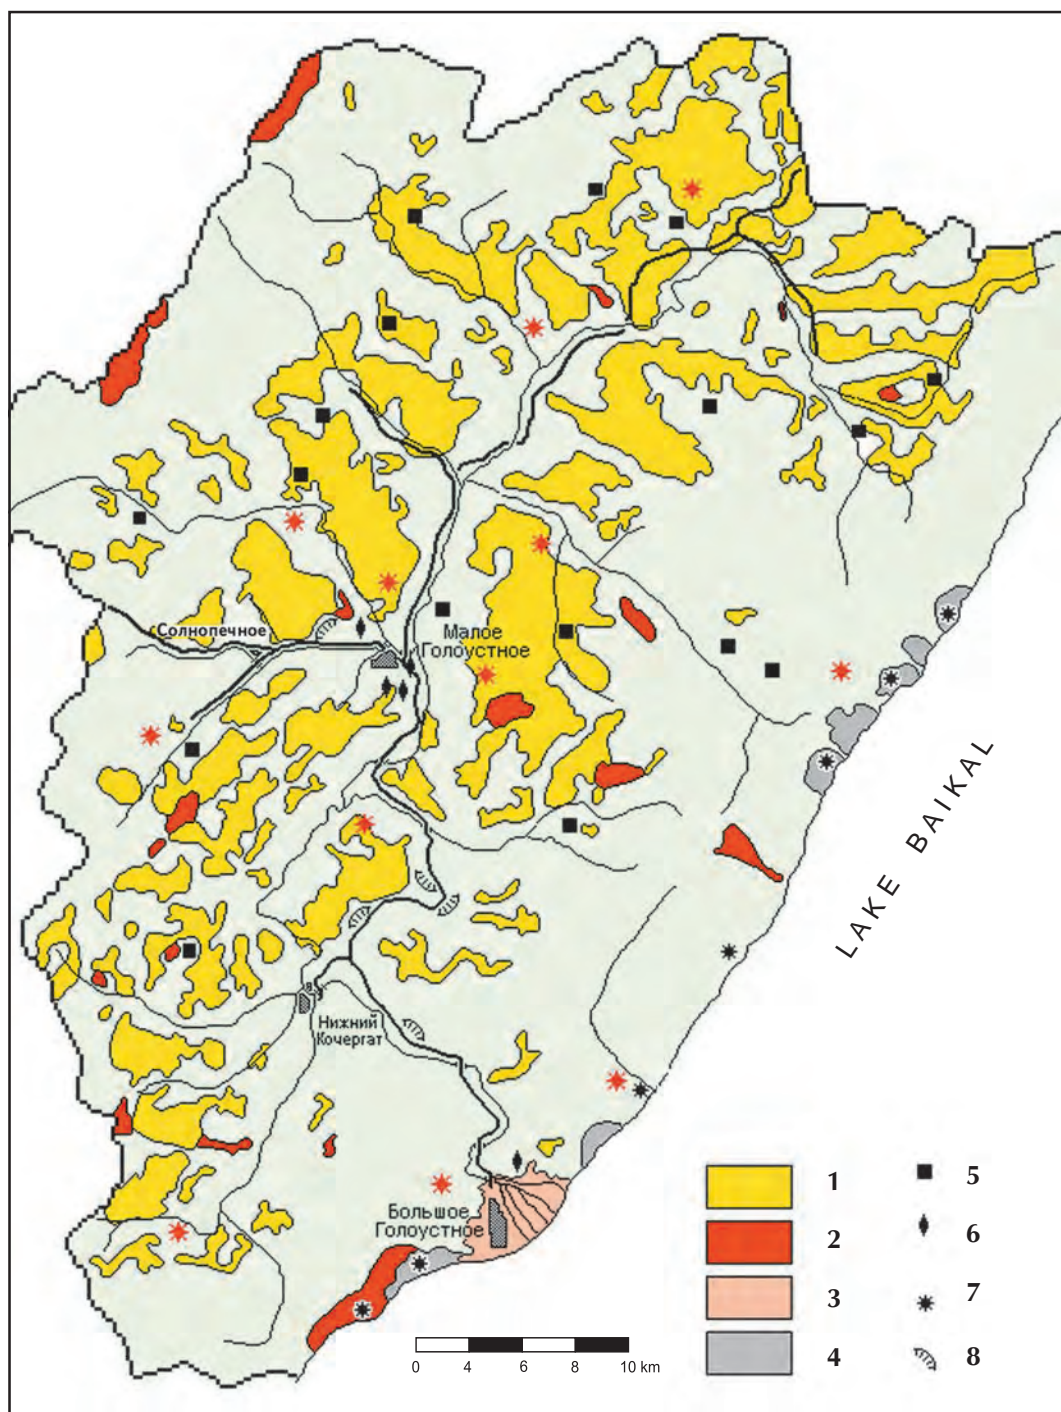 Солнопечное
Малое
Голоустное
LAKE BAIKAL
Нижний
Кочергат
Большое
Голоустное
1
2
3
4
5
6
7
8
0 4 6 8 10 km